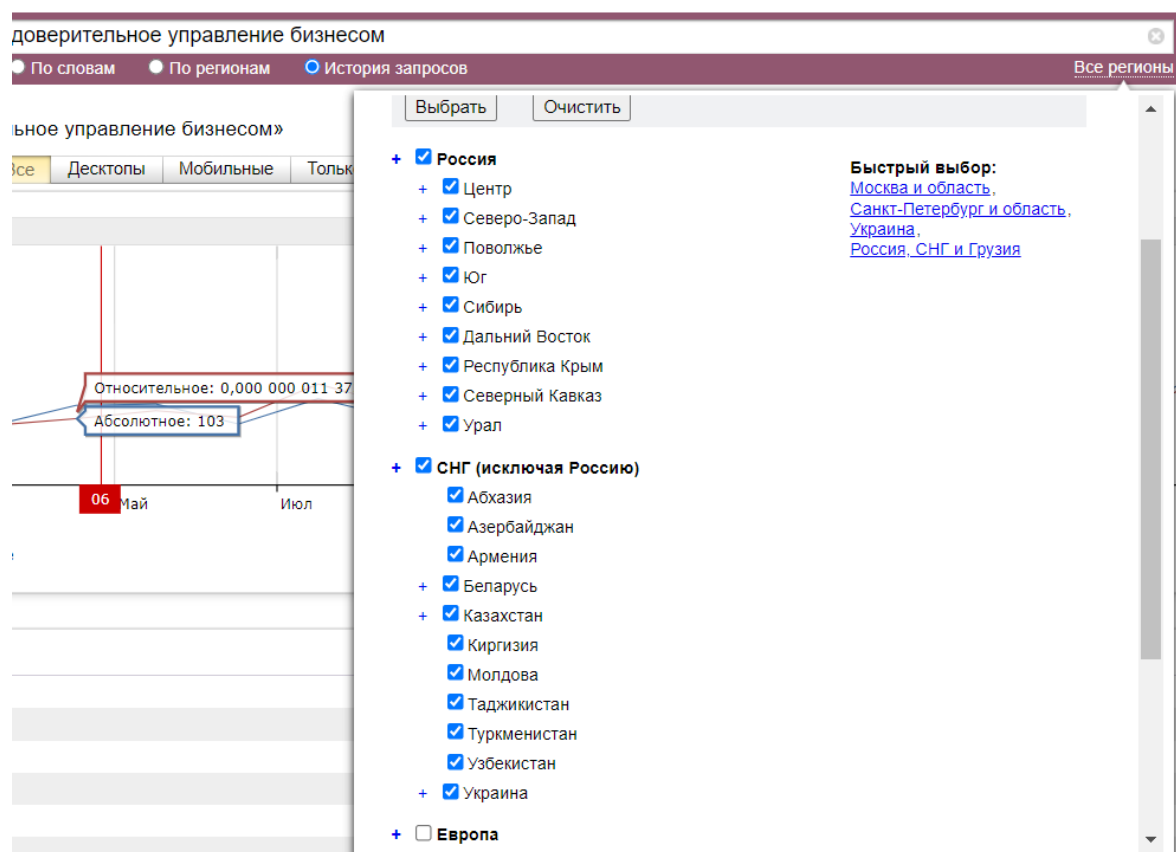 доверительное управление бизнесом
По словам По регионам История запросов Все регионы
Выбрать Очистить
управление бизнесом»
Десктопы Мобильные
Относительное: 0,000 000 011 37
Абсолютное: 103
06 Май Июл
+ Россия
+ Центр
+ Северо-Запад
+ Поволжье
+ Юг
+ Сибирь
+ Дальний Восток
+ Республика Крым
+ Северный Кавказ
+ Урал
+ СНГ (исключая Россию)
Абхазия
Азербайджан
Армения
+ Беларусь
+ Казахстан
Киргизия
Молдова
Таджикистан
Туркменистан
Узбекистан
+ Украина
+ Европа
Быстрый выбор:
Москва и область,
Санкт-Петербург и область,
Украина,
Россия, СНГ и Грузия